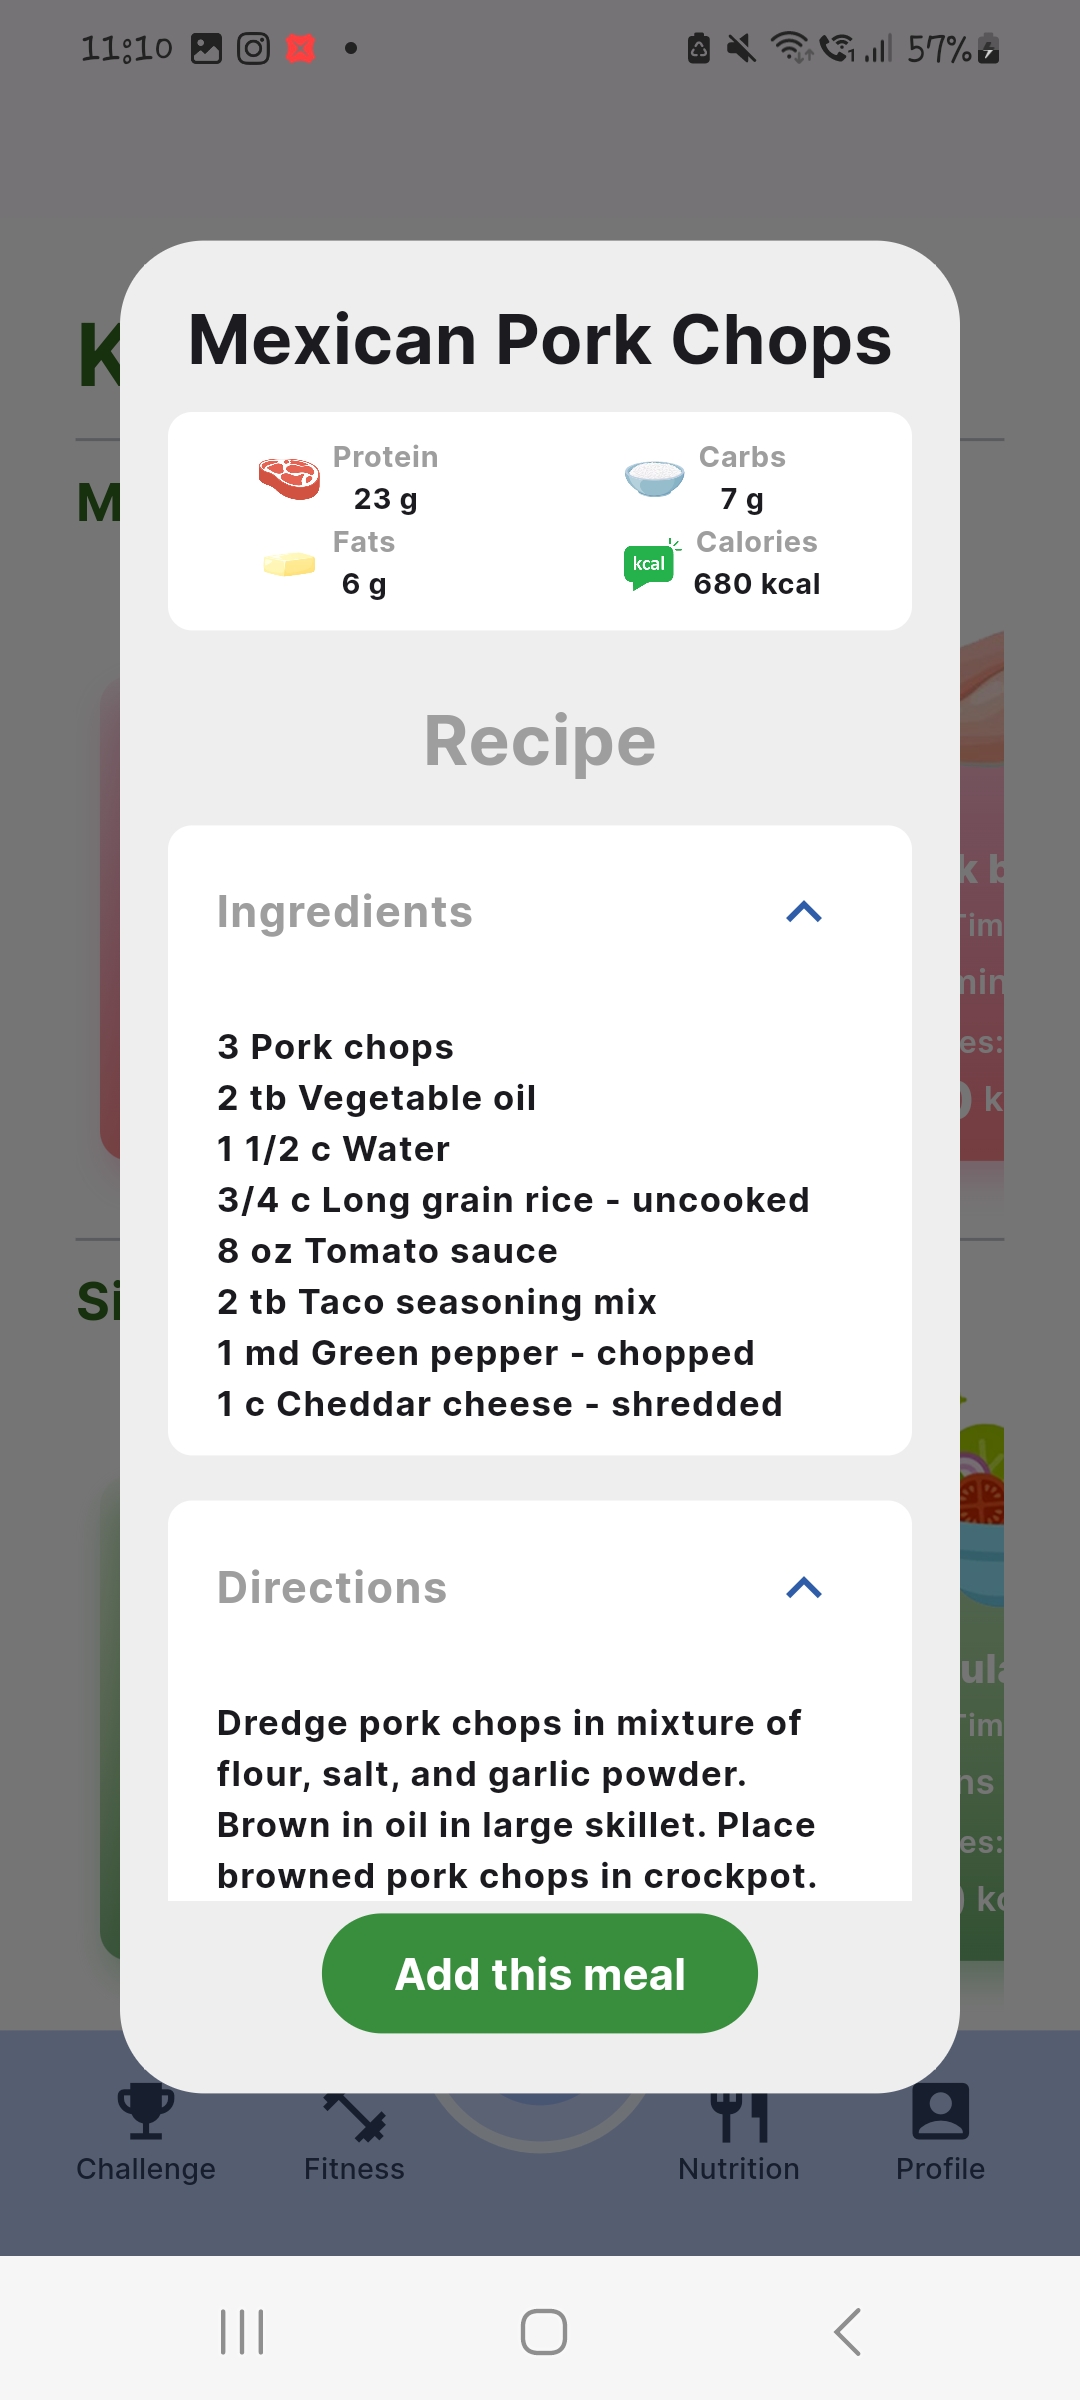 11:10
57%
K
Mexican Pork Chops
M
Protein
23 g
Carbs
7 g
Fats
6 g
kcal
Calories
680 kcal
Recipe
Ingredients
3 Pork chops
2 tb Vegetable oil
1 1/2 c Water
3/4 c Long grain rice - uncooked
8 oz Tomato sauce
2 tb Taco seasoning mix
1 md Green pepper - chopped
1 c Cheddar cheese - shredded
Si
Directions
Dredge pork chops in mixture of
flour, salt, and garlic powder.
Brown in oil in large skillet. Place
browned pork chops in crockpot.
Add this meal
Challenge
Fitness
Nutrition
Profile